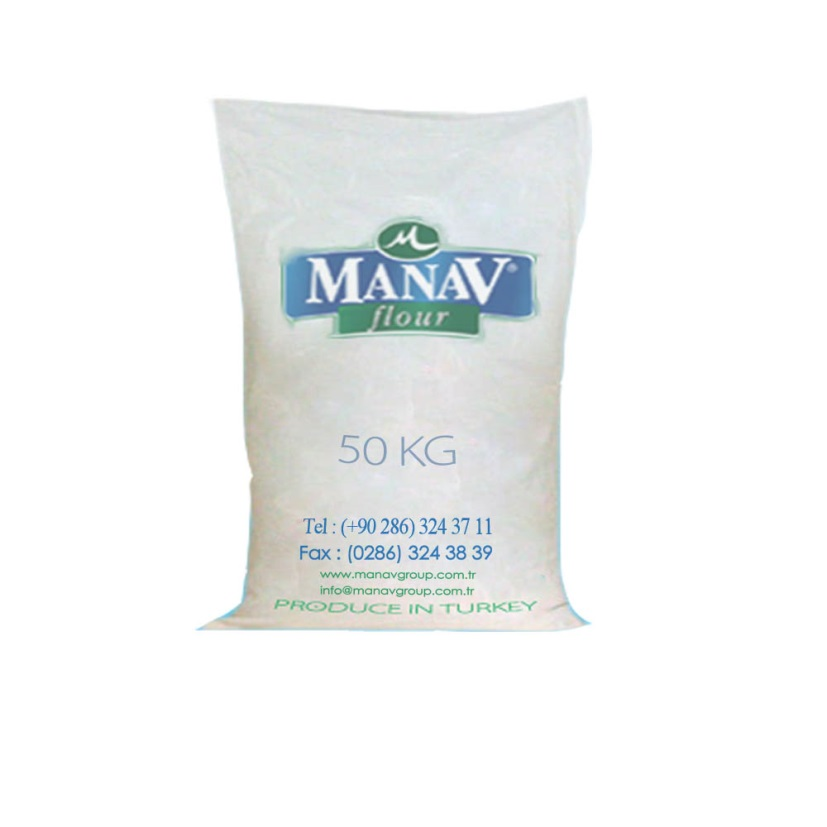 M
MANAV®
flour
50 KG
Tel : (+90 286) 324 37 11
Fax : (0286) 324 38 39
www.manavgroup.com.tr
info@manavgroup.com.tr
PRODUCE IN TURKEY